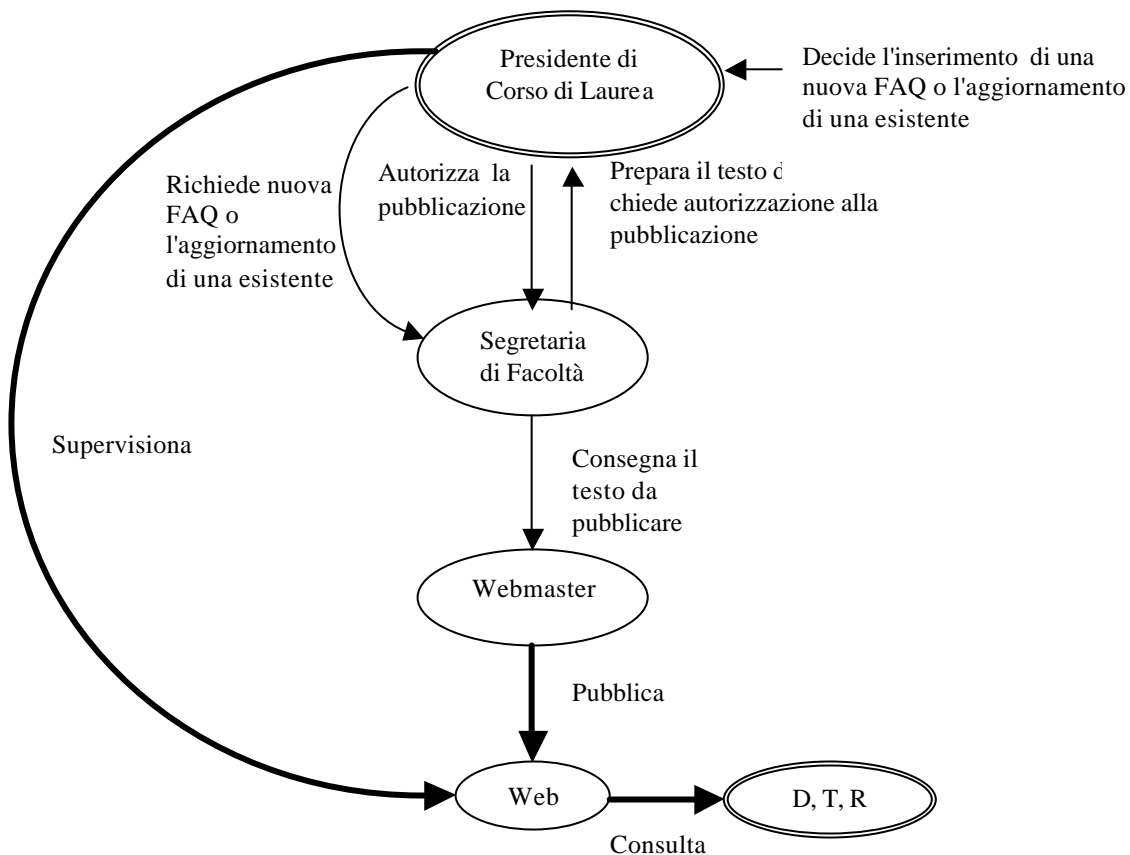 Presidente di
Corso di Laurea
Decide l'inserimento di una
nuova FAQ o l'aggiornamento
di una esistente
Richiede nuova
FAQ o
l'aggiornamento
di una esistente
Autorizza la
pubblicazione
Prepara il testo
chiede autorizzazione alla
pubblicazione
Segretaria
di Facoltà
Supervisiona
Consegna il
testo da
pubblicare
Webmaster
Pubblica
Web
D, T, R
Consulta